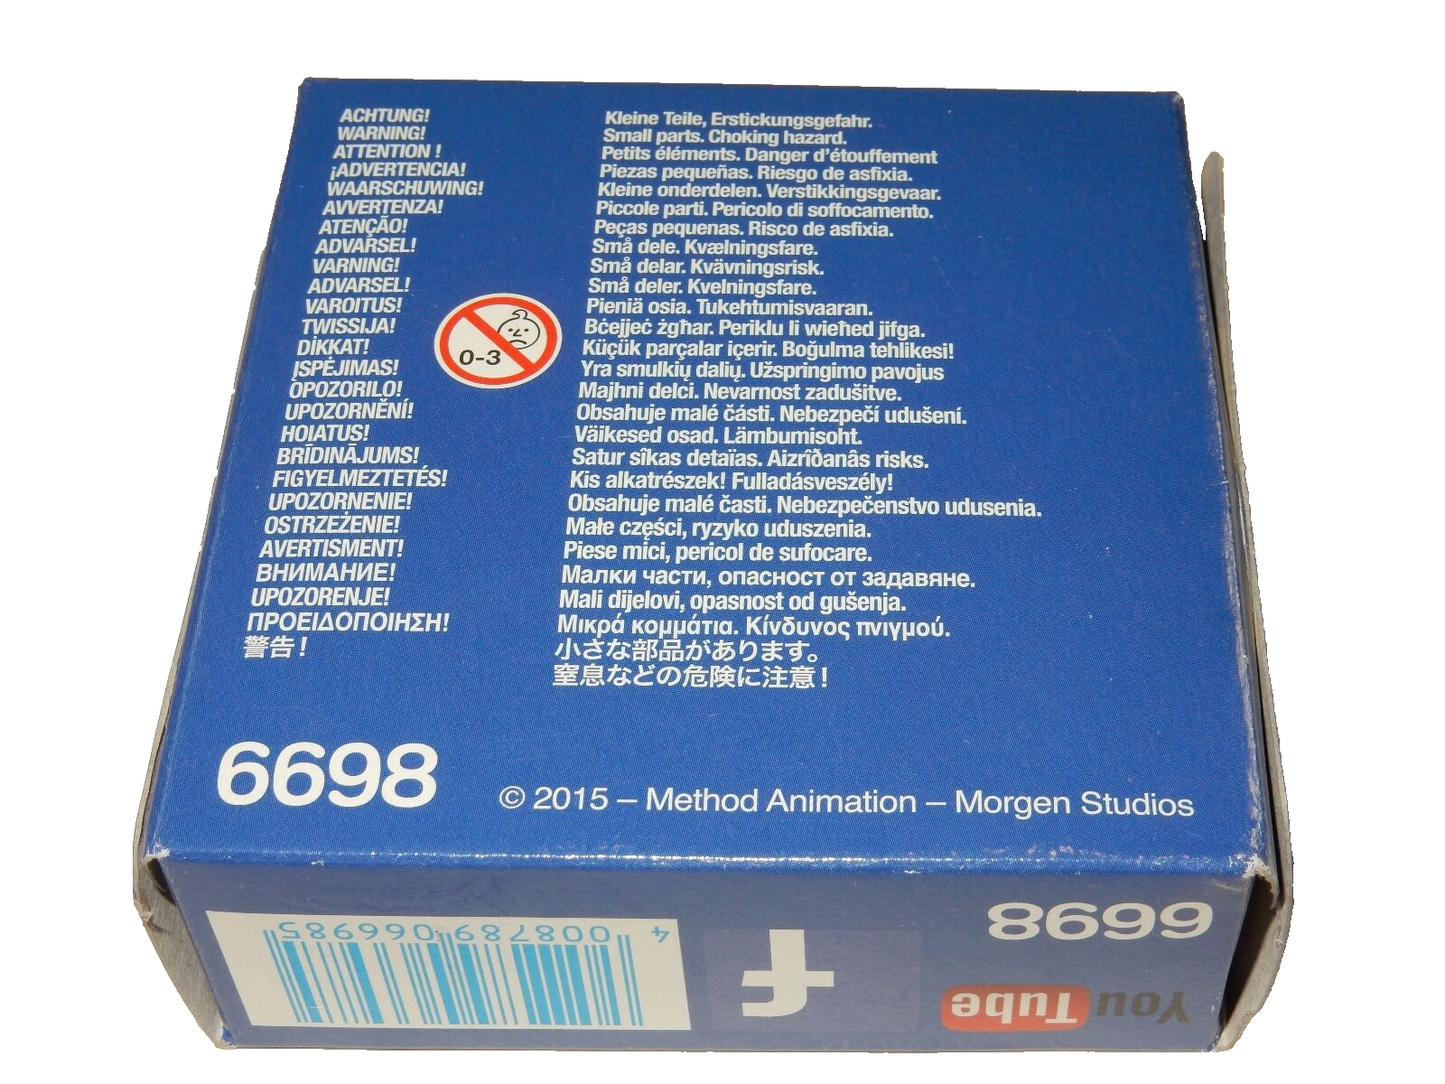 ACHTUNG! Kleine Teile, Erstickungsgefahr.
WARNING! Small parts. Choking hazard.
ATTENTION ! Petits éléments. Danger d'étouffement
¡ADVERTENCIA! Piezas pequeñas. Riesgo de asfixia.
WAARSCHUWING! Kleine onderdelen. Verstikkingsgevaar.
AVVERTENZA! Piccole parti. Pericolo di soffocamento.
ATENÇÃO! Peças pequenas. Risco de asfixia.
ADVARSEL! Små dele. Kvælningsfare.
VARNING! Små delar. Kvävningsrisk.
ADVARSEL! Små deler. Kvelningsfare.
VAROITUS! Pieniä osia. Tukehtumisvaaran.
TWISSIJA! Bċejjeċ żgħar. Periklu li wieħed jifga.
DİKKAT! Küçük parçalar içerir. Boğulma tehlikesi!
ĮSPĖJIMAS! Yra smulkių dalių. Užspringimo pavojus
OPOZORILO! Majhni delci. Nevarnost zadušitve.
UPOZORNĚNÍ! Obsahuje malé části. Nebezpečí udušení.
HOIATUS! Väikesed osad. Lämbumisoht.
BRĪDINĀJUMS! Satur sîkas detaïas. Aizrîðanâs risks.
FIGYELMEZTETÉS! Kis alkatrészek! Fulladásveszély!
UPOZORNENIE! Obsahuje malé časti. Nebezpečenstvo udusenia.
OSTRZEŻENIE! Małe części, ryzyko uduszenia.
AVERTISMENT! Piese mici, pericol de sufocare.
ВНИМАНИЕ! Малки части, опасност от задавяне.
UPOZORENJE! Mali dijelovi, opasnost od gušenja.
ΠΡΟΕΙΔΟΠΟΙΗΣΗ! Μικρά κομμάτια. Κίνδυνος πνιγμού.
警告! 小さな部品があります。
窒息などの危険に注意!
0-3
6698 © 2015 – Method Animation – Morgen Studios
6698
YouTube
f
4 008789 066985